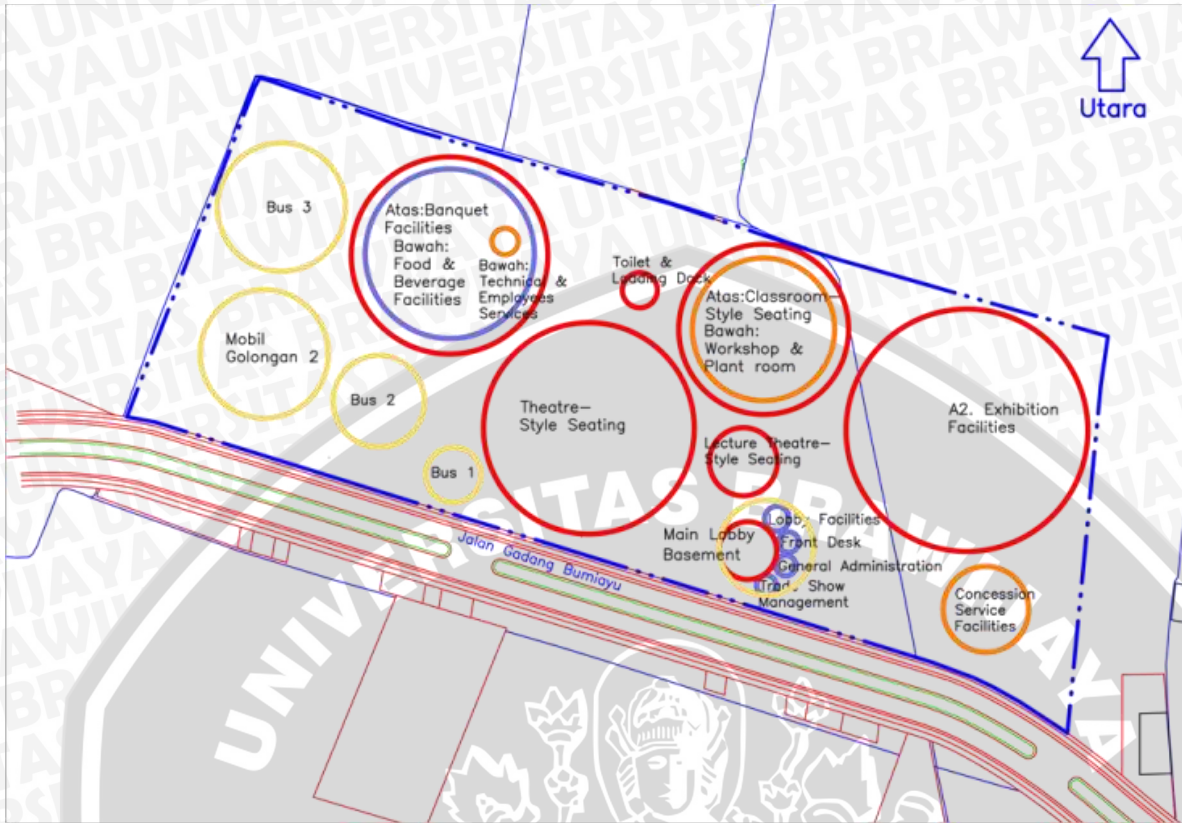 Utara
Bus 3
Atas:Banquet
Facilities
Bawah:
Food &
Beverage
Facilities
Bawah:
Technical &
Employees
Services
Toilet &
Loading Dock
Atas:Classroom-
Style Seating
Bawah:
Workshop &
Plant room
Mobil
Golongan 2
Bus 2
Bus 1
Theatre-
Style Seating
Lecture Theatre-
Style Seating
A2. Exhibition
Facilities
Main Lobby
Basement
Lobby Facilities
Front Desk
General Administration
Trade Show
Management
Concession
Service
Facilities
Jalan Gadang Bumiayu
UNIVERSITAS BRAWIJAYA